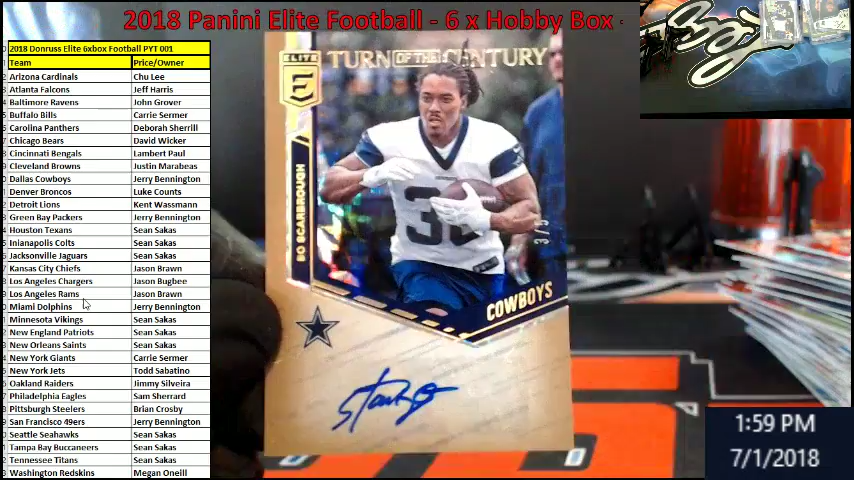 2018 Panini Elite Football - 6 x Hobby Box -
2018 Donruss Elite 6xbox Football PYT 001
Team Price/Owner
Arizona Cardinals Chu Lee
Atlanta Falcons Jeff Harris
Baltimore Ravens John Grover
Buffalo Bills Carrie Sermer
Carolina Panthers Deborah Sherrill
Chicago Bears David Wicker
Cincinnati Bengals Lambert Paul
Cleveland Browns Justin Marabeas
Dallas Cowboys Jerry Bennington
Denver Broncos Luke Counts
Detroit Lions Kent Wassmann
Green Bay Packers Jerry Bennington
Houston Texans Sean Sakas
Inianapolis Colts Sean Sakas
Jacksonville Jaguars Sean Sakas
Kansas City Chiefs Jason Brawn
Los Angeles Chargers Jason Bugbee
Los Angeles Rams Jason Brawn
Miami Dolphins Jerry Bennington
Minnesota Vikings Sean Sakas
New England Patriots Sean Sakas
New Orleans Saints Sean Sakas
New York Giants Carrie Sermer
New York Jets Todd Sabatino
Oakland Raiders Jimmy Silveira
Philadelphia Eagles Sam Sherrard
Pittsburgh Steelers Brian Crosby
San Francisco 49ers Jerry Bennington
Seattle Seahawks Sean Sakas
Tampa Bay Buccaneers Sean Sakas
Tennessee Titans Sean Sakas
Washington Redskins Megan Oneill
TURN OF THE CENTURY
ELITE
BO SCARBROUGH
COWBOYS
1:59 PM
7/1/2018